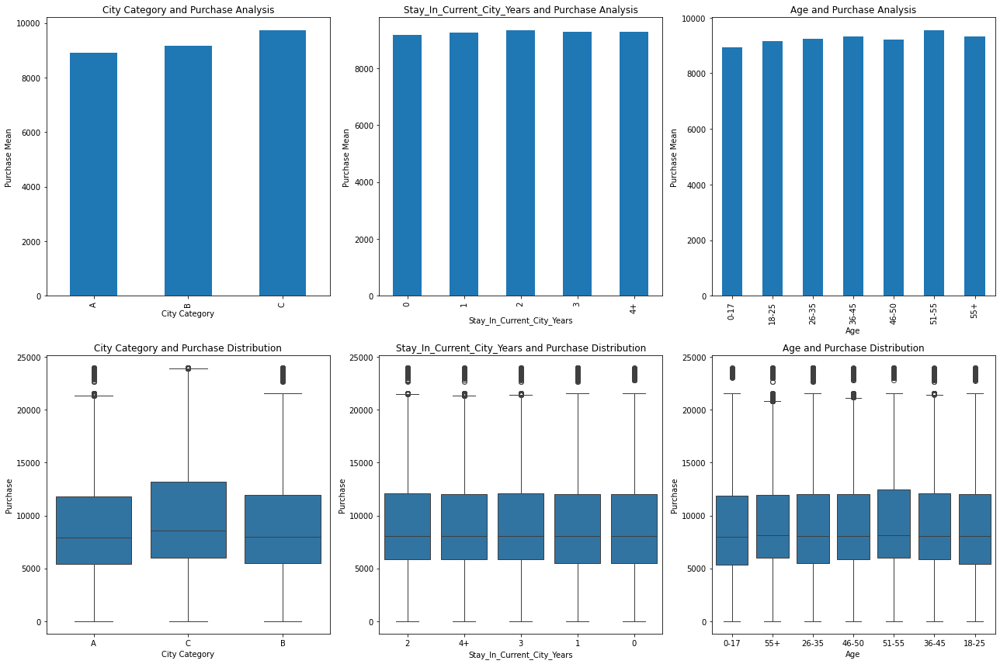 City Category and Purchase Analysis
Purchase Mean
10000
8000
6000
4000
2000
0
A
B
C
City Category
Stay_In_Current_City_Years and Purchase Analysis
Purchase Mean
8000
6000
4000
2000
0
0
1
2
3
4+
Stay_In_Current_City_Years
Age and Purchase Analysis
Purchase Mean
10000
8000
6000
4000
2000
0
0-17
18-25
26-35
36-45
46-50
51-55
55+
Age
City Category and Purchase Distribution
Purchase
25000
20000
15000
10000
5000
0
A
C
B
City Category
Stay_In_Current_City_Years and Purchase Distribution
Purchase
25000
20000
15000
10000
5000
0
2
4+
3
1
0
Stay_In_Current_City_Years
Age and Purchase Distribution
Purchase
25000
20000
15000
10000
5000
0
0-17
55+
26-35
46-50
51-55
36-45
18-25
Age